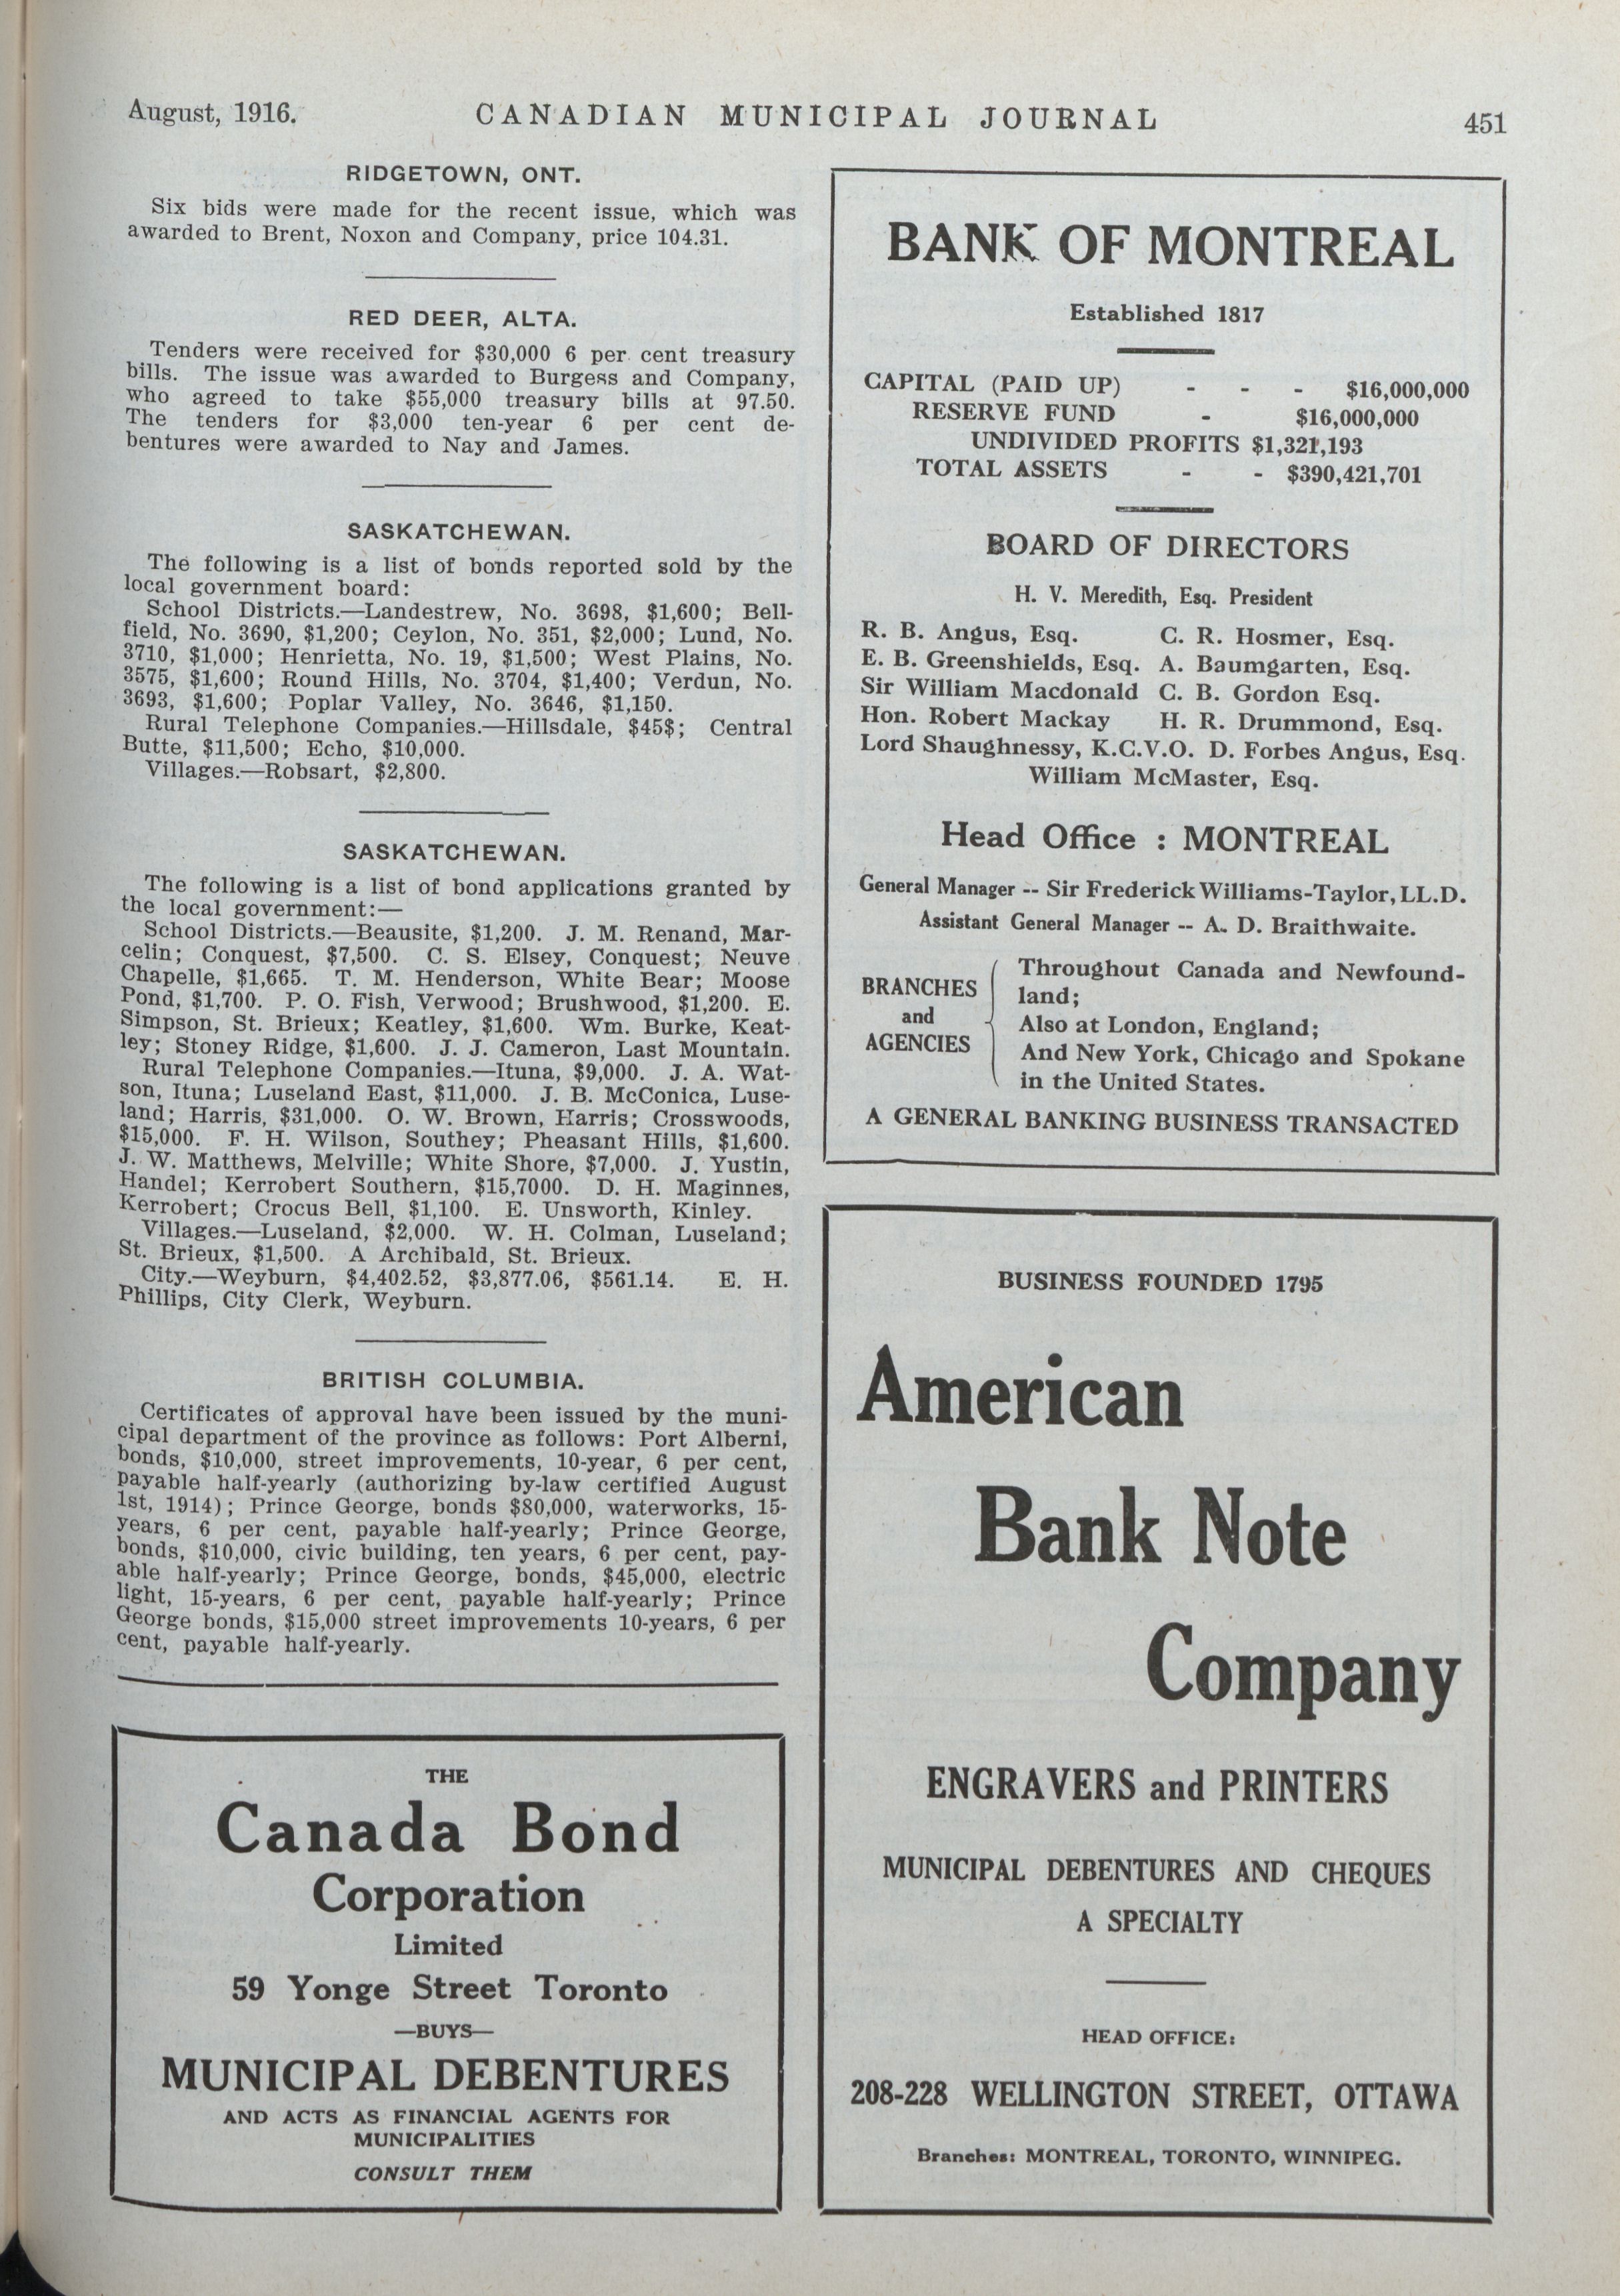 August, 1916.
CANADIAN MUNICIPAL JOURNAL
451
RIDGETOWN, ONT.
Six bids were made for the recent issue, which was
awarded to Brent, Noxon and Company, price 104.31.
RED DEER, ALTA.
Tenders were received for $30,000 6 per cent treasury
bills. The issue was awarded to Burgess and Company,
who agreed to take $55,000 treasury bills at 97.50.
The tenders for $3,000 ten-year 6 per cent de-
bentures were awarded to Nay and James.
SASKATCHEWAN.
The following is a list of bonds reported sold by the
local government board:
School Districts.—Landestrew, No. 3698, $1,600; Bell-
field, No. 3690, $1,200; Ceylon, No. 351, $2,000; Lund, No.
3710, $1,000; Henrietta, No. 19, $1,500; West Plains, No.
3575, $1,600; Round Hills, No. 3704, $1,400; Verdun, No.
3693, $1,600; Poplar Valley, No. 3646, $1,150.
Rural Telephone Companies.—Hillsdale, $45$; Central
Butte, $11,500; Echo, $10,000.
Villages.—Robsart, $2,800.
SASKATCHEWAN.
The following is a list of bond applications granted by
the local government:—
School Districts.—Beausite, $1,200. J. M. Renand, Mar-
celin; Conquest, $7,500. C. S. Elsey, Conquest; Neuve
Chapelle, $1,665. T. M. Henderson, White Bear; Moose
Pond, $1,700. P. O. Fish, Verwood; Brushwood, $1,200. E.
Simpson, St. Brieux; Keatley, $1,600. Wm. Burke, Keat-
ley; Stoney Ridge, $1,600. J. J. Cameron, Last Mountain.
Rural Telephone Companies.—Ituna, $9,000. J. A. Wat-
son, Ituna; Luseland East, $11,000. J. B. McConica, Luse-
land; Harris, $31,000. O. W. Brown, Harris; Crosswoods,
$15,000. F. H. Wilson, Southey; Pheasant Hills, $1,600.
J. W. Matthews, Melville; White Shore, $7,000. J. Yustin,
Handel; Kerrobert Southern, $15,7000. D. H. Maginnes,
Kerrobert; Crocus Bell, $1,100. E. Unsworth, Kinley.
Villages.—Luseland, $2,000. W. H. Colman, Luseland;
St. Brieux, $1,500. A Archibald, St. Brieux.
City.—Weyburn, $4,402.52, $3,877.06, $561.14. E. H.
Phillips, City Clerk, Weyburn.
BRITISH COLUMBIA.
Certificates of approval have been issued by the muni-
cipal department of the province as follows: Port Alberni,
bonds, $10,000, street improvements, 10-year, 6 per cent,
payable half-yearly (authorizing by-law certified August
1st, 1914); Prince George, bonds $80,000, waterworks, 15-
years, 6 per cent, payable half-yearly; Prince George,
bonds, $10,000, civic building, ten years, 6 per cent, pay-
able half-yearly; Prince George, bonds, $45,000, electric
light, 15-years, 6 per cent, payable half-yearly; Prince
George bonds, $15,000 street improvements 10-years, 6 per
cent, payable half-yearly.
THE
Canada Bond
Corporation
Limited
59 Yonge Street Toronto
—BUYS—
MUNICIPAL DEBENTURES
AND ACTS AS FINANCIAL AGENTS FOR
MUNICIPALITIES
CONSULT THEM
BANK OF MONTREAL
Established 1817
CAPITAL (PAID UP) - - - $16,000,000
RESERVE FUND - $16,000,000
UNDIVIDED PROFITS $1,321,193
TOTAL ASSETS - - $390,421,701
BOARD OF DIRECTORS
H. V. Meredith, Esq. President
R. B. Angus, Esq. C. R. Hosmer, Esq.
E. B. Greenshields, Esq. A. Baumgarten, Esq.
Sir William Macdonald C. B. Gordon Esq.
Hon. Robert Mackay H. R. Drummond, Esq.
Lord Shaughnessy, K.C.V.O. D. Forbes Angus, Esq.
William McMaster, Esq.
Head Office : MONTREAL
General Manager -- Sir Frederick Williams-Taylor, LL.D.
Assistant General Manager -- A. D. Braithwaite.
BRANCHES
and
AGENCIES
Throughout Canada and Newfound-
land;
Also at London, England;
And New York, Chicago and Spokane
in the United States.
A GENERAL BANKING BUSINESS TRANSACTED
BUSINESS FOUNDED 1795
American
Bank Note
Company
ENGRAVERS and PRINTERS
MUNICIPAL DEBENTURES AND CHEQUES
A SPECIALTY
HEAD OFFICE:
208-228 WELLINGTON STREET, OTTAWA
Branches: MONTREAL, TORONTO, WINNIPEG.